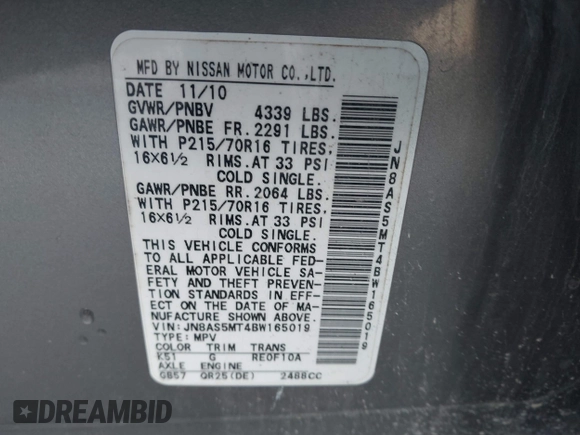 MFD BY NISSAN MOTOR CO.,LTD.
DATE 11/10
GVWR/PNBV 4339 LBS.
GAWR/PNBE FR. 2291 LBS.
WITH P215/70R16 TIRES.
16×6½ RIMS. AT 33 PSI
COLD SINGLE.
GAWR/PNBE RR. 2064 LBS.
WITH P215/70R16 TIRES.
16×6½ RIMS. AT 33 PSI
COLD SINGLE.
THIS VEHICLE CONFORMS
TO ALL APPLICABLE FED-
ERAL MOTOR VEHICLE SA-
FETY AND THEFT PREVEN-
TION STANDARDS IN EFF-
ECT ON THE DATE OF MA-
NUFACTURE SHOWN ABOVE.
VIN: JN8AS5MT4BW165019
TYPE: MPV
COLOR TRIM TRANS
K51 G RE0F10A
AXLE ENGINE
GB57 QR25(DE) 2488CC
JN8AS5MT4BW165019
DREAMBID